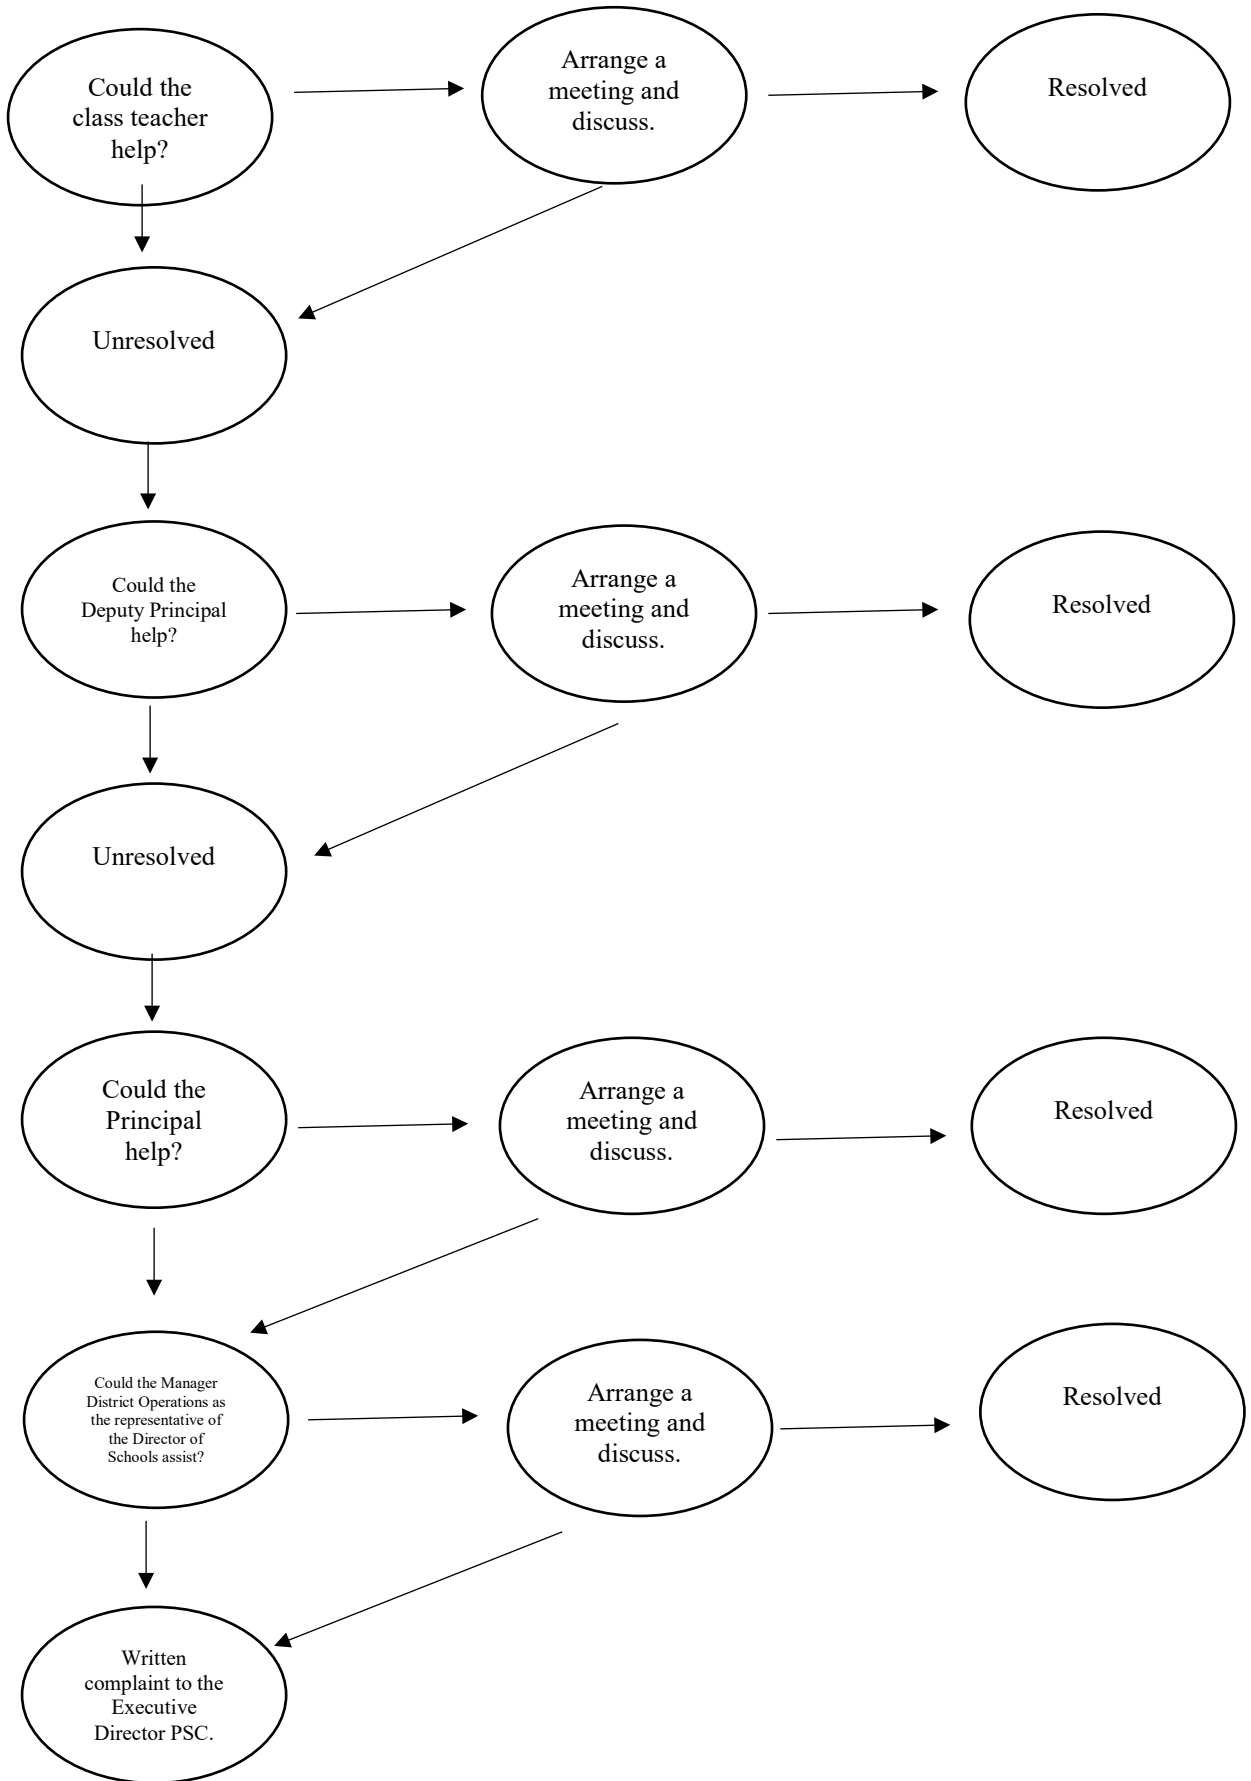 Could the
class teacher
help?
Arrange a
meeting and
discuss.
Resolved
Unresolved
Could the
Deputy Principal
help?
Arrange a
meeting and
discuss.
Resolved
Unresolved
Could the
Principal
help?
Arrange a
meeting and
discuss.
Resolved
Could the Manager
District Operations as
the representative of
the Director of
Schools assist?
Arrange a
meeting and
discuss.
Resolved
Written
complaint to the
Executive
Director PSC.